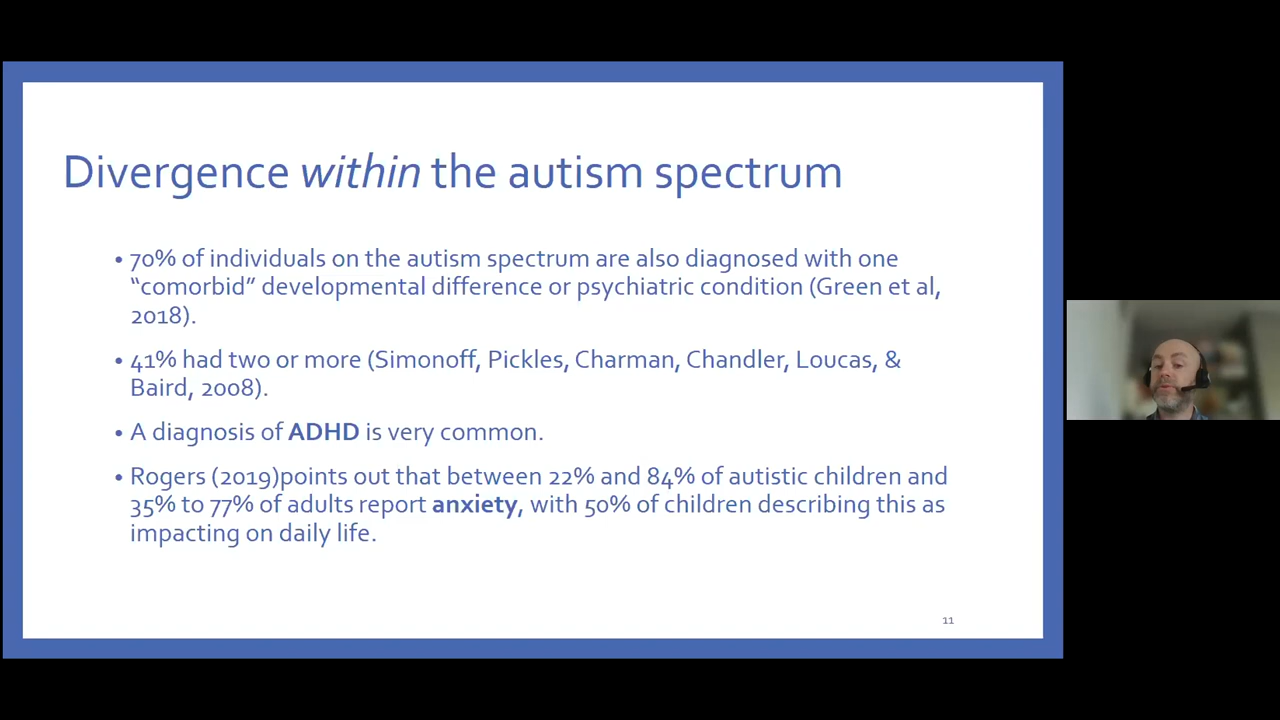 Divergence within the autism spectrum
• 70% of individuals on the autism spectrum are also diagnosed with one
“comorbid” developmental difference or psychiatric condition (Green et al,
2018).
• 41% had two or more (Simonoff, Pickles, Charman, Chandler, Loucas, &
Baird, 2008).
• A diagnosis of ADHD is very common.
• Rogers (2019)points out that between 22% and 84% of autistic children and
35% to 77% of adults report anxiety, with 50% of children describing this as
impacting on daily life.
11